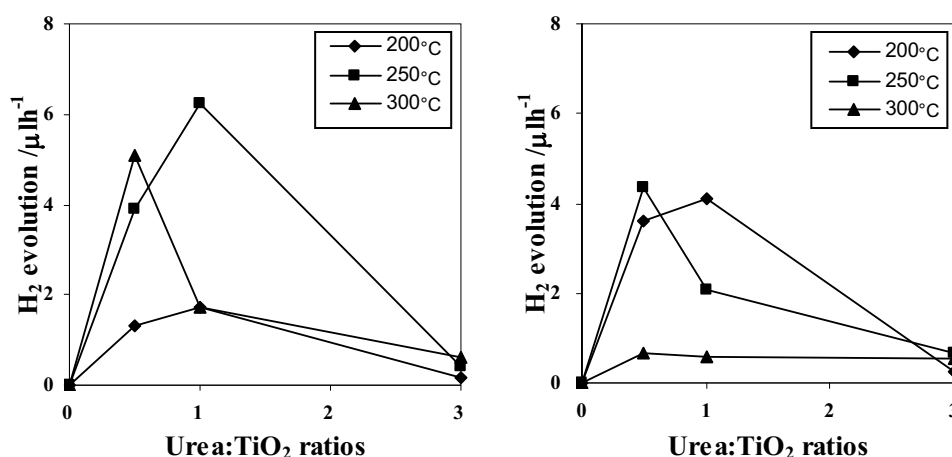 8
6
4
2
0
0
1
2
3
H₂ evolution /µlh⁻¹
Urea:TiO₂ ratios
200°C
250°C
300°C
8
6
4
2
0
0
1
2
3
H₂ evolution /µlh⁻¹
Urea:TiO₂ ratios
200°C
250°C
300°C